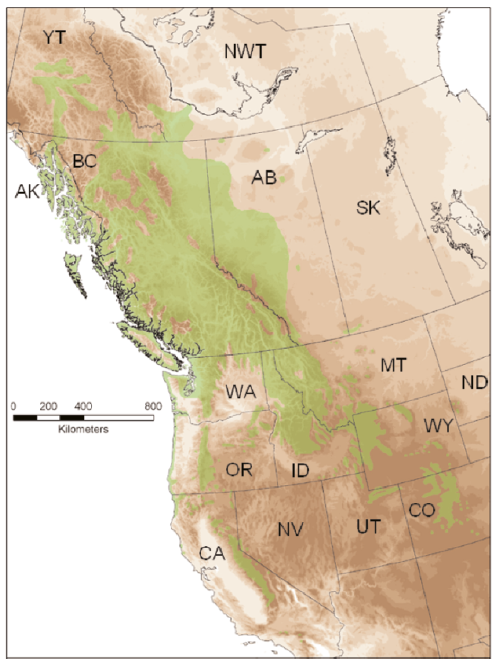 YT
NWT
BC
AB
AK
SK
MT
ND
WA
WY
0 200 400 800
Kilometers
OR
ID
CO
UT
NV
CA